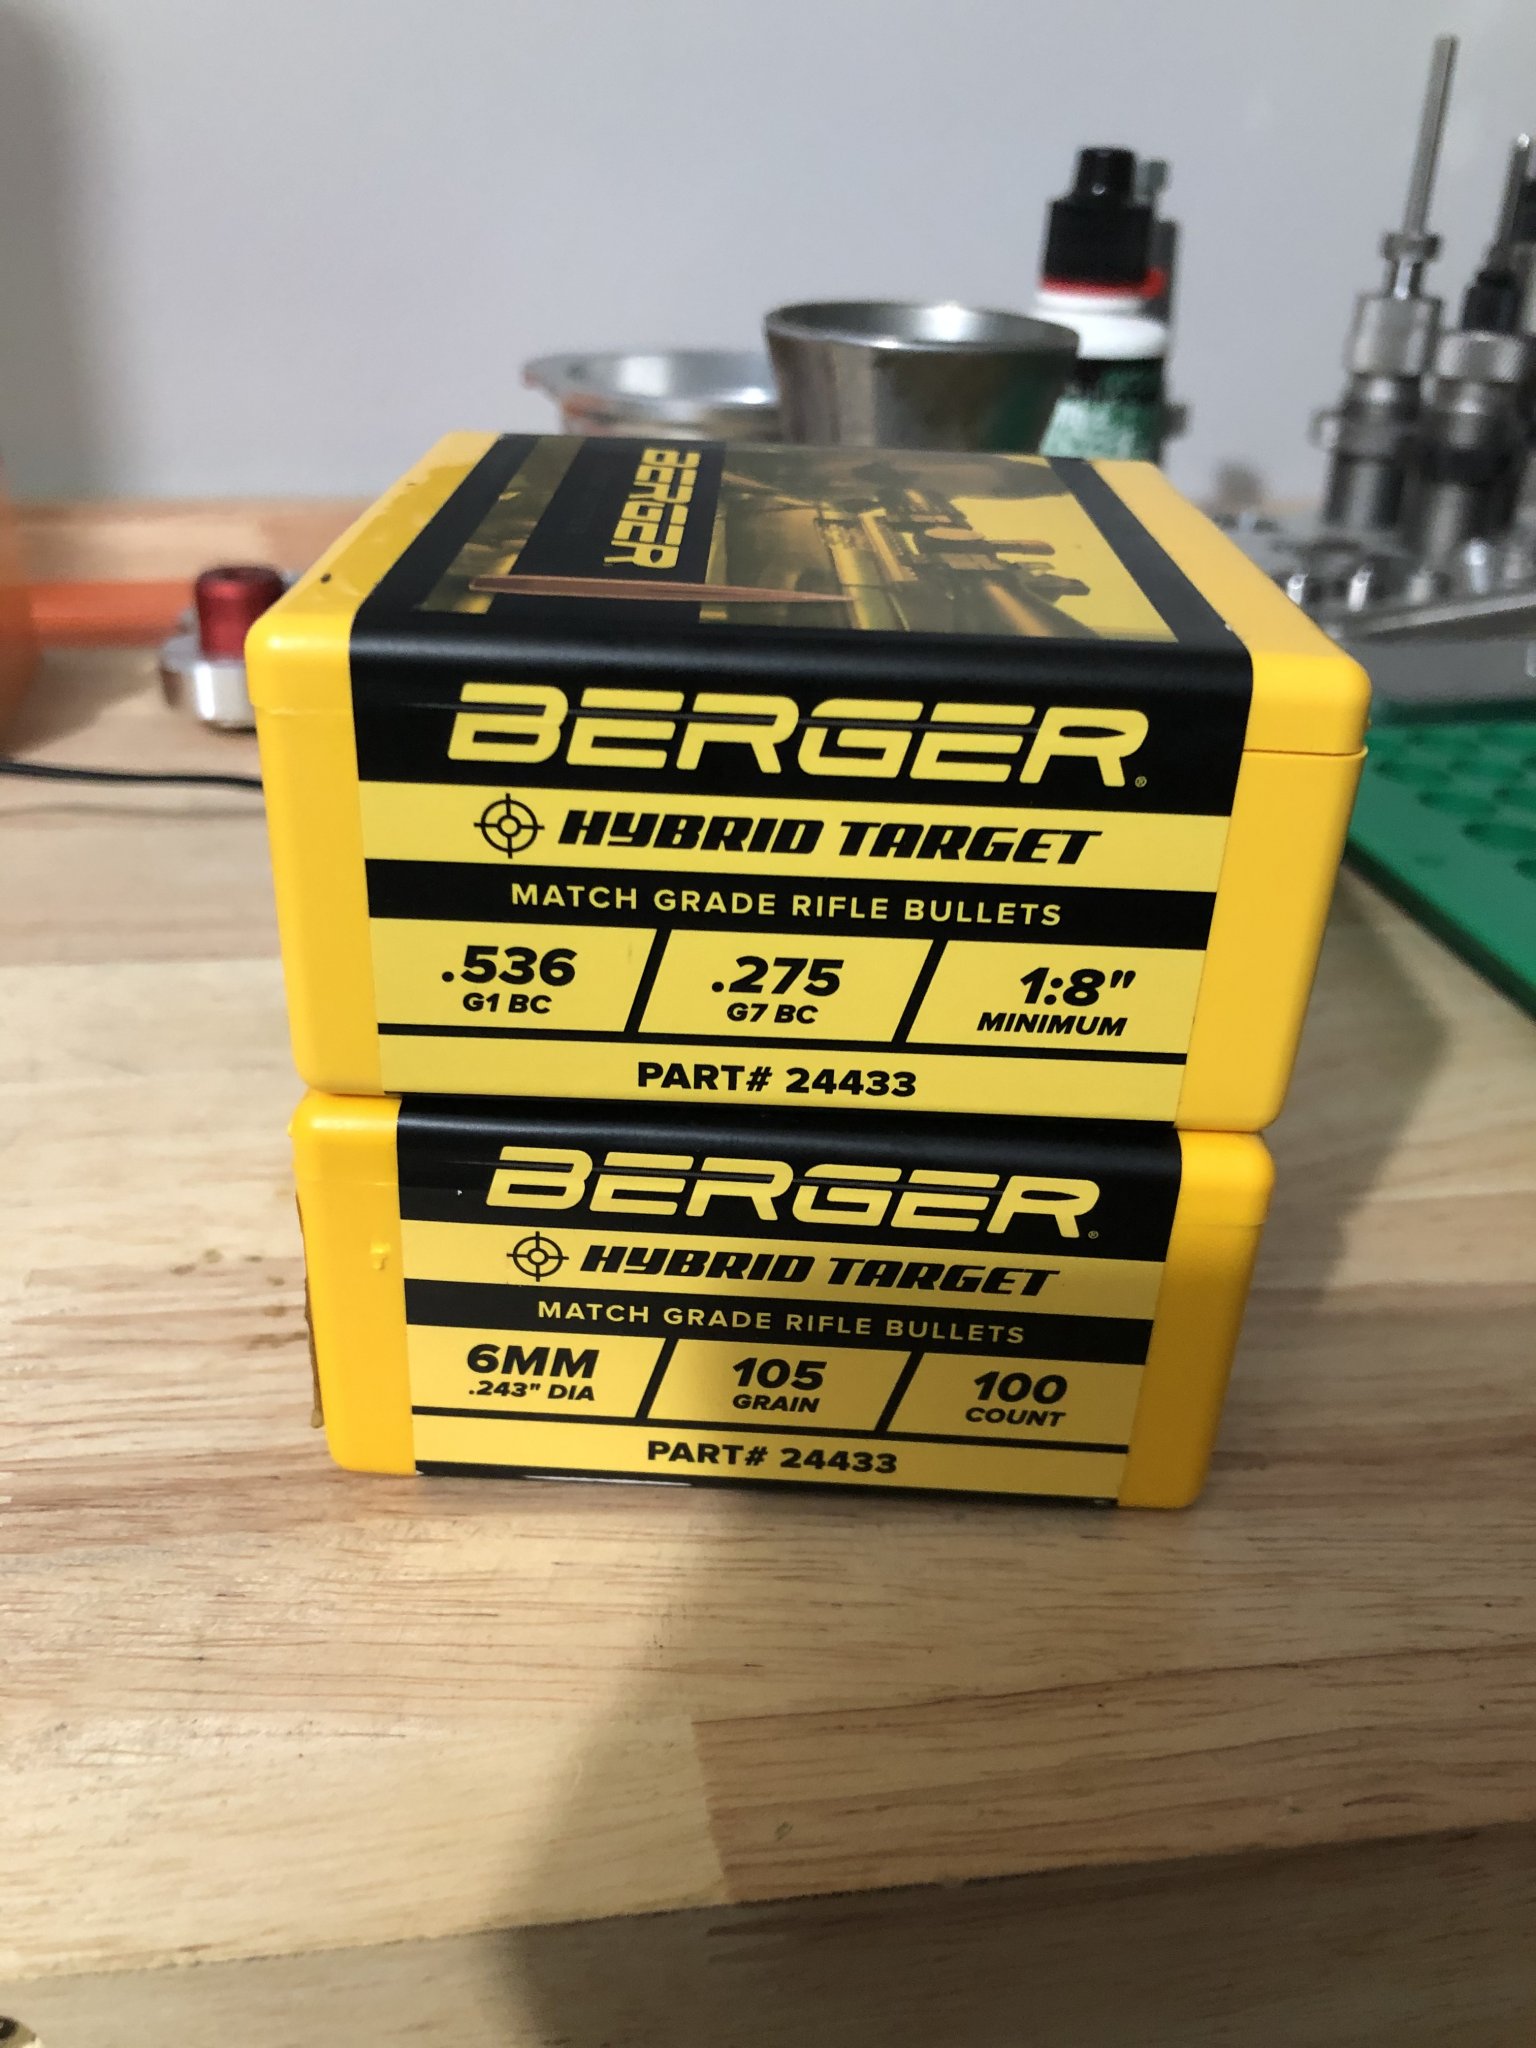 BERGER
BERGER®
HYBRID TARGET
MATCH GRADE RIFLE BULLETS
.536 .275 1:8"
G1 BC G7 BC MINIMUM
PART# 24433
BERGER®
HYBRID TARGET
MATCH GRADE RIFLE BULLETS
6MM 105 100
.243" DIA GRAIN COUNT
PART# 24433